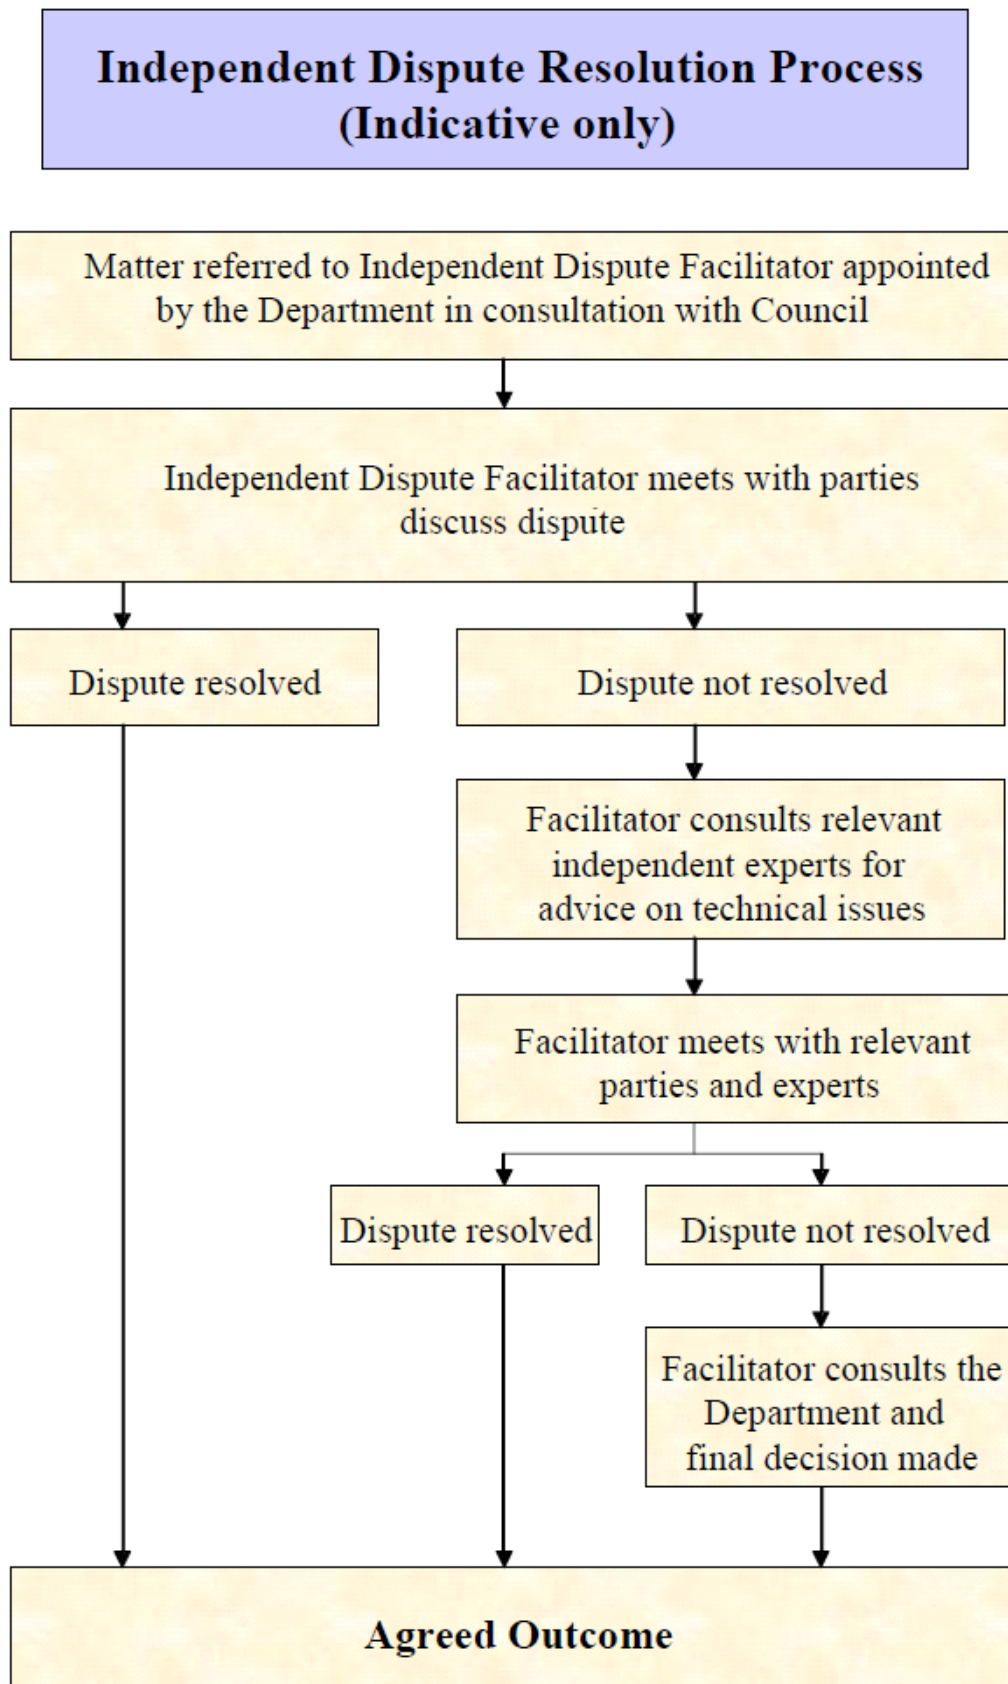 Independent Dispute Resolution Process
(Indicative only)
Matter referred to Independent Dispute Facilitator appointed
by the Department in consultation with Council
Independent Dispute Facilitator meets with parties
discuss dispute
Dispute resolved
Dispute not resolved
Facilitator consults relevant
independent experts for
advice on technical issues
Facilitator meets with relevant
parties and experts
Dispute resolved
Dispute not resolved
Facilitator consults the
Department and
final decision made
Agreed Outcome